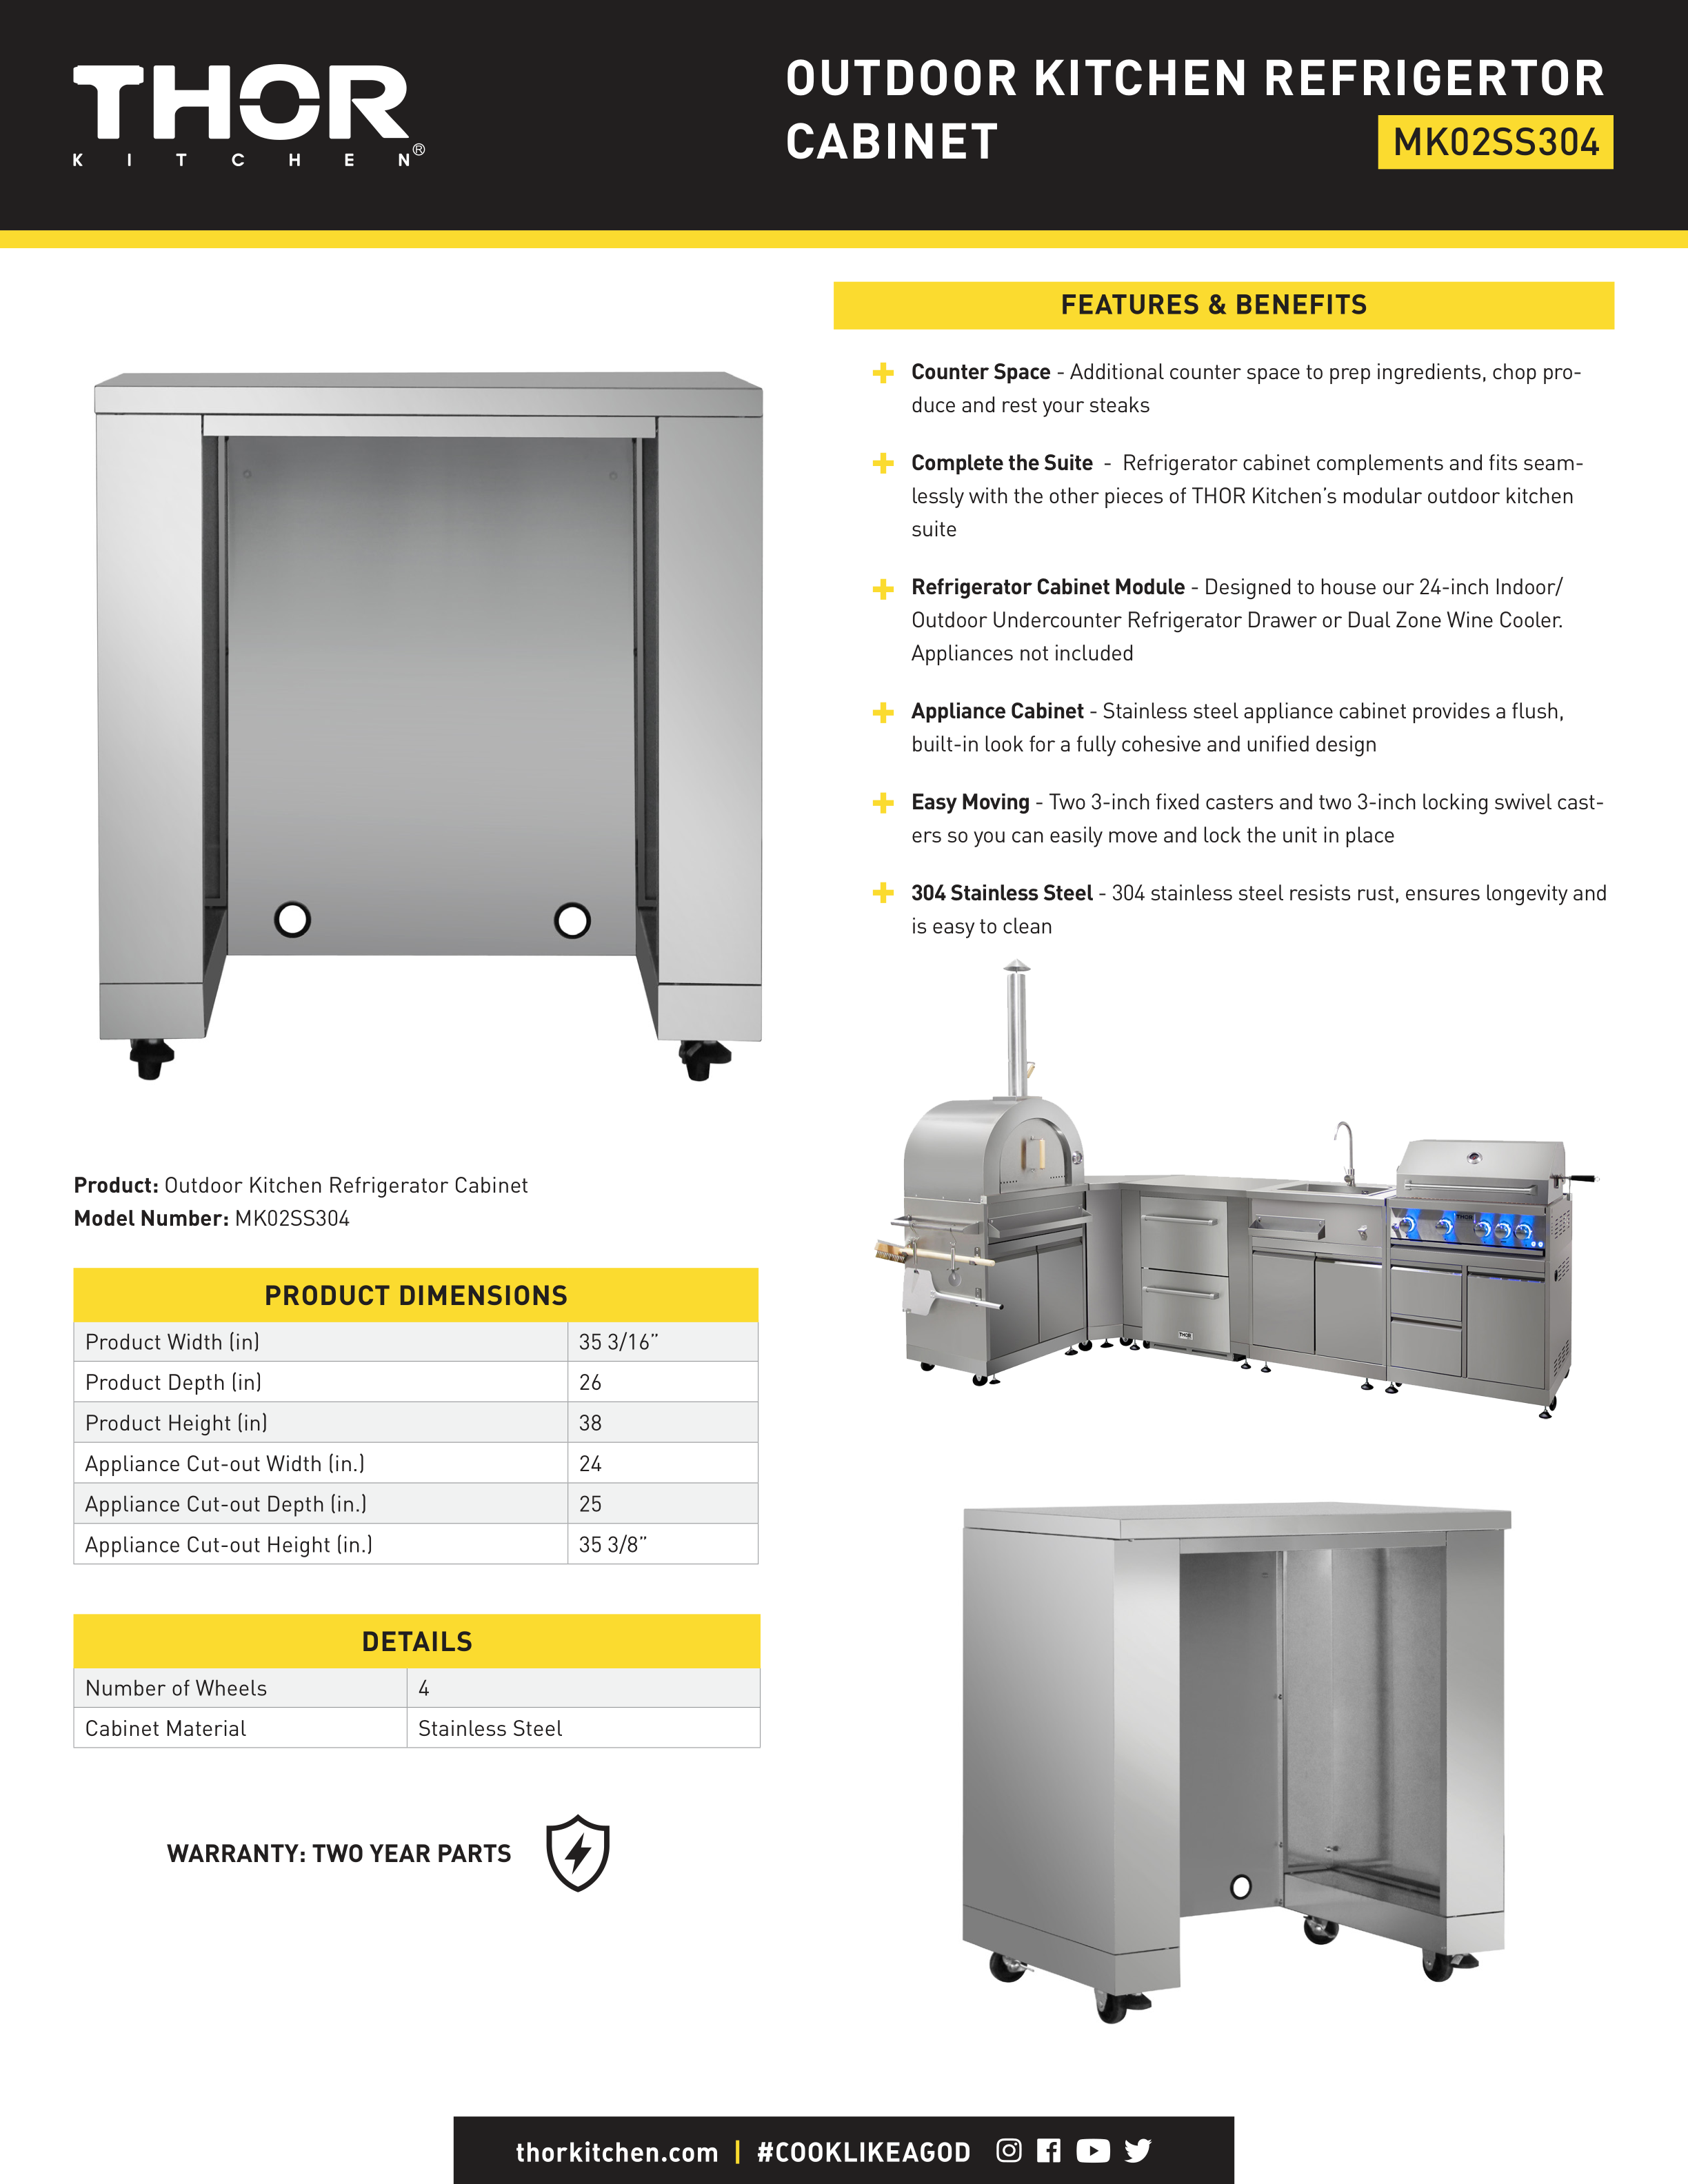 THOR
KITCHEN®
OUTDOOR KITCHEN REFRIGERTOR
CABINET
MK02SS304
FEATURES & BENEFITS
Counter Space - Additional counter space to prep ingredients, chop pro-
duce and rest your steaks
Complete the Suite - Refrigerator cabinet complements and fits seam-
lessly with the other pieces of THOR Kitchen's modular outdoor kitchen
suite
Refrigerator Cabinet Module - Designed to house our 24-inch Indoor/
Outdoor Undercounter Refrigerator Drawer or Dual Zone Wine Cooler.
Appliances not included
Appliance Cabinet - Stainless steel appliance cabinet provides a flush,
built-in look for a fully cohesive and unified design
Easy Moving - Two 3-inch fixed casters and two 3-inch locking swivel cast-
ers so you can easily move and lock the unit in place
304 Stainless Steel - 304 stainless steel resists rust, ensures longevity and
is easy to clean
THOR
THOR
Product: Outdoor Kitchen Refrigerator Cabinet
Model Number: MK02SS304
PRODUCT DIMENSIONS
Product Width (in) 35 3/16”
Product Depth (in) 26
Product Height (in) 38
Appliance Cut-out Width (in.) 24
Appliance Cut-out Depth (in.) 25
Appliance Cut-out Height (in.) 35 3/8”
DETAILS
Number of Wheels 4
Cabinet Material Stainless Steel
WARRANTY: TWO YEAR PARTS
thorkitchen.com | #COOKLIKEAGOD